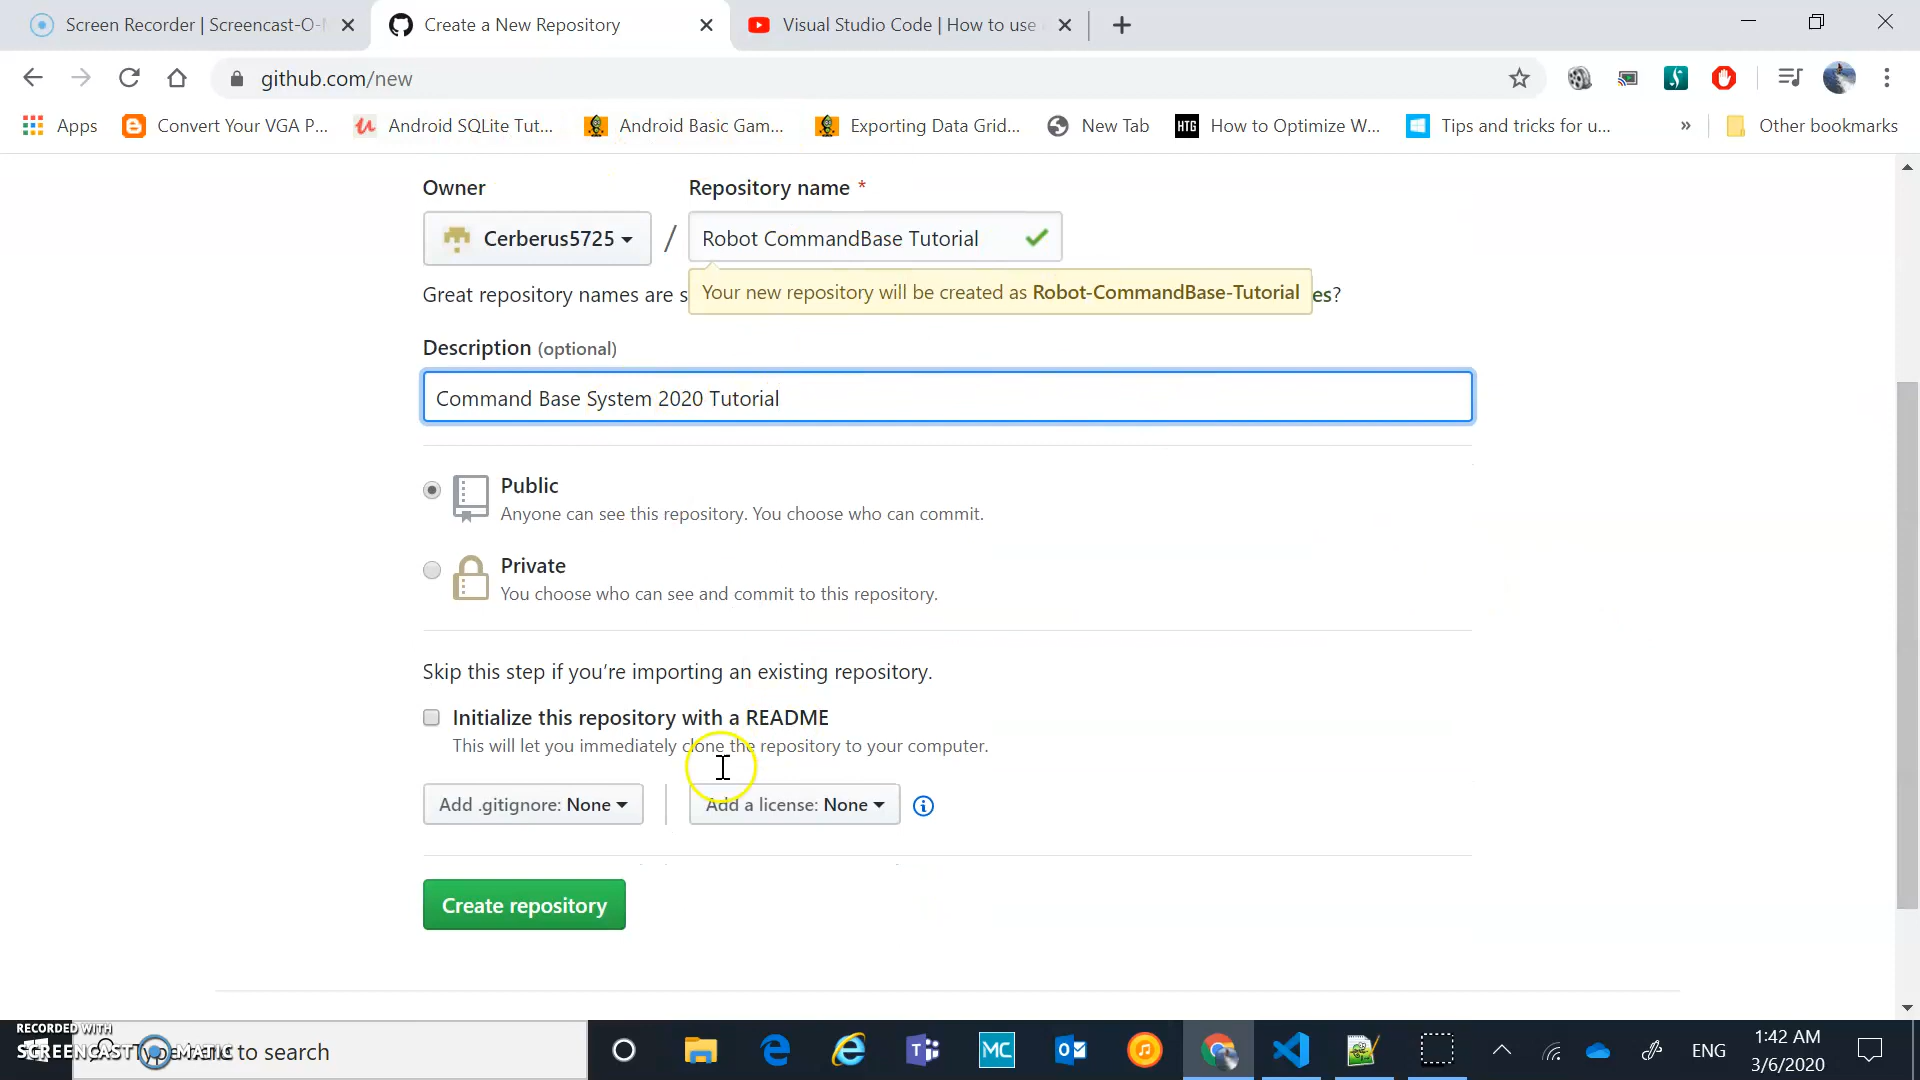 Screen Recorder | Screencast-O-M
Create a New Repository
Visual Studio Code | How to use
github.com/new
Apps
Convert Your VGA P...
Android SQLite Tut...
Android Basic Gam...
Exporting Data Grid...
New Tab
HTG
How to Optimize W...
Tips and tricks for u...
»
Other bookmarks
Owner
Repository name *
Cerberus5725
/
Robot CommandBase Tutorial
Great repository names are s
Your new repository will be created as Robot-CommandBase-Tutorial
es?
Description (optional)
Command Base System 2020 Tutorial
Public
Anyone can see this repository. You choose who can commit.
Private
You choose who can see and commit to this repository.
Skip this step if you’re importing an existing repository.
Initialize this repository with a README
This will let you immediately clone the repository to your computer.
Add .gitignore: None
Add a license: None
Create repository
RECORDED WITH
SCREENCAST MATIC
to search
MC
ENG
1:42 AM
3/6/2020